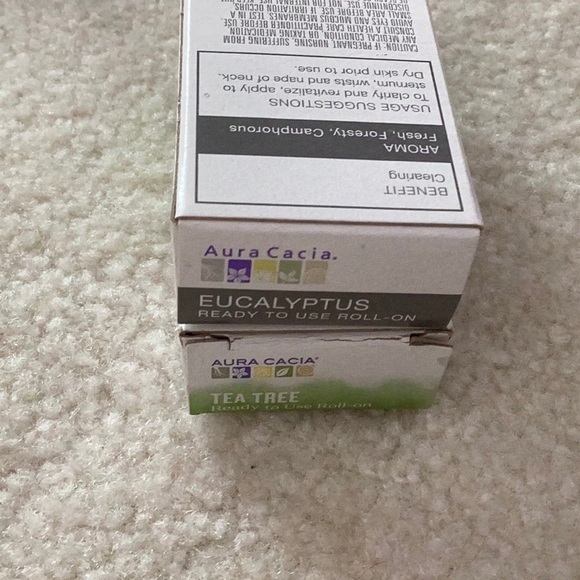 CAUTION: IF PREGNANT, NURSING, SUFFERING FROM
ANY MEDICAL CONDITION OR TAKING MEDICATION
CONSULT A HEALTH CARE PRACTITIONER BEFORE USE.
AVOID EYES AND MUCOUS MEMBRANES. TEST IN A
SMALL AREA BEFORE USE. IF IRRITATION OCCURS
DISCONTINUE USE. NOT FOR INTERNAL USE.
USAGE SUGGESTIONS
To clarify and revitalize, apply to
sternum, wrists and nape of neck.
Dry skin prior to use.
AROMA
Fresh, Foresty, Camphorous
BENEFIT
Clearing
Aura Cacia.
EUCALYPTUS
READY TO USE ROLL-ON
AURA CACIA
TEA TREE
Ready to Use Roll-on